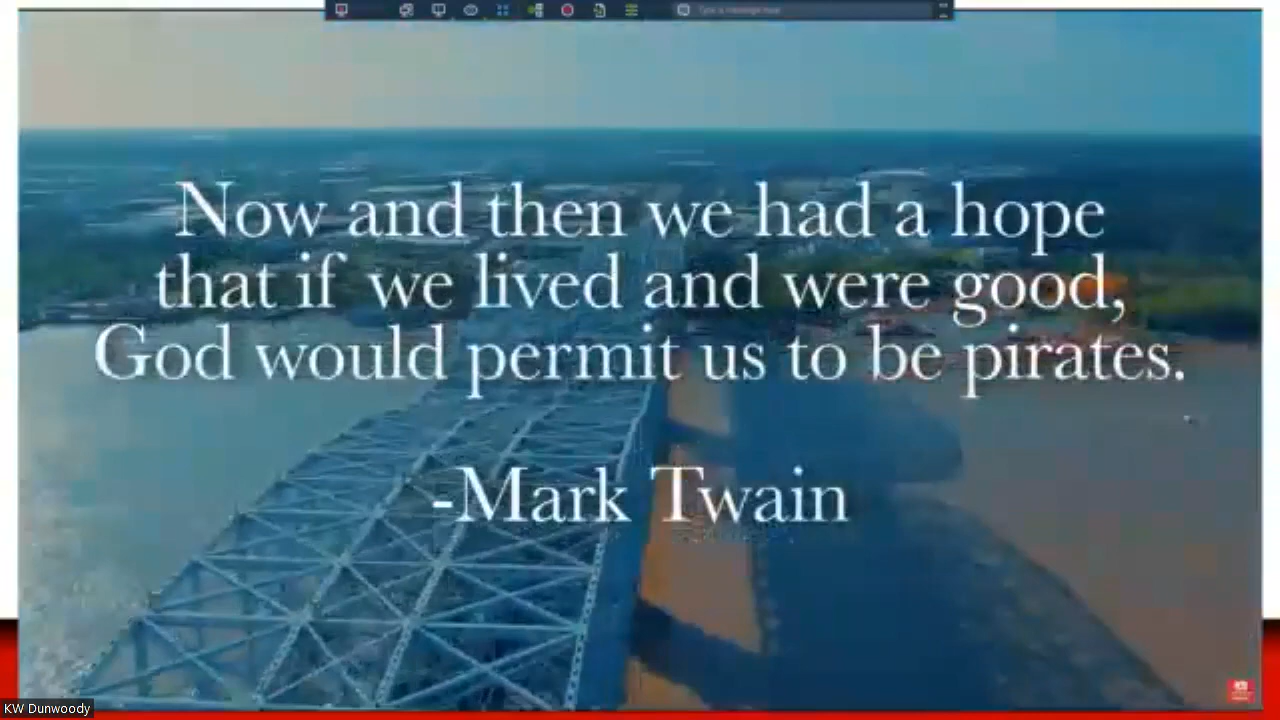 Now and then we had a hope
that if we lived and were good,
God would permit us to be pirates.
-Mark Twain
KW Dunwoody